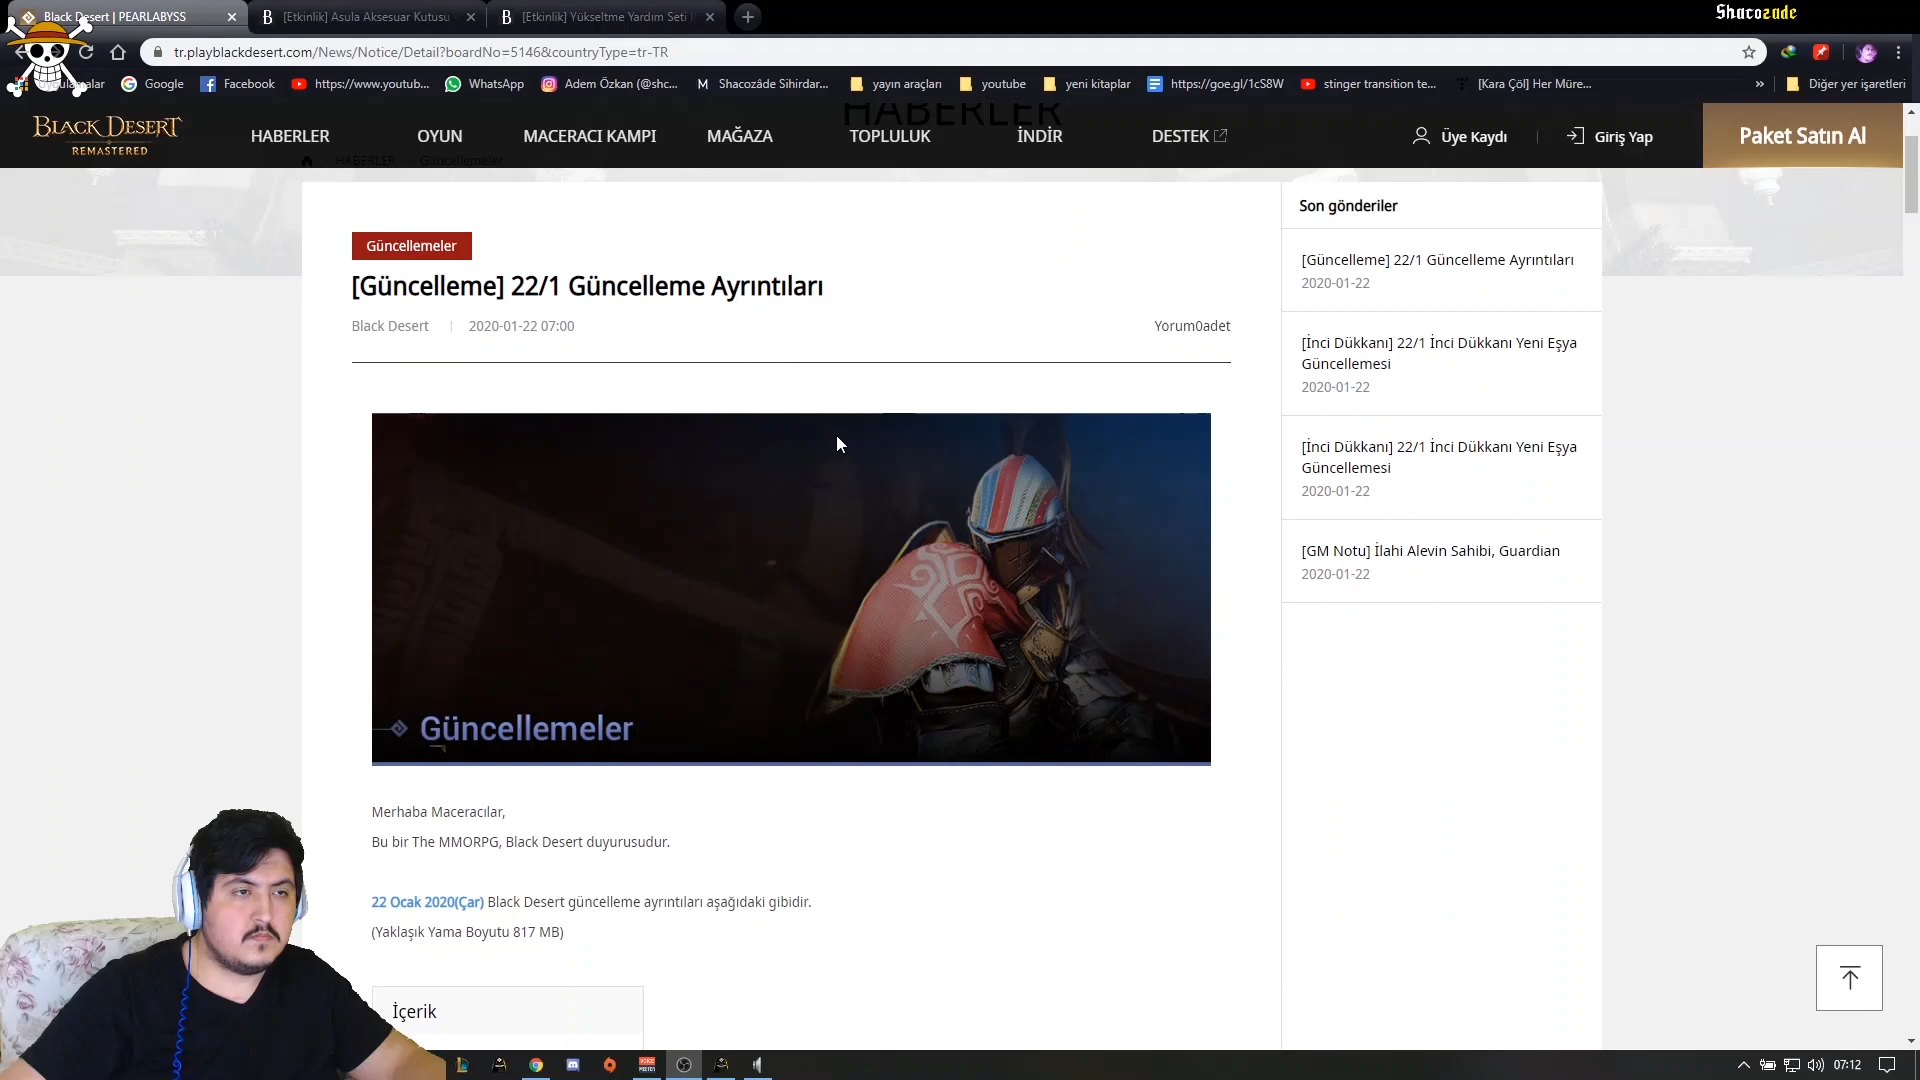 Shacozade
Black Desert | PEARLABYSS
[Etkinlik] Asula Aksesuar Kutusu
[Etkinlik] Yükseltme Yardım Seti
tr.playblackdesert.com/News/Notice/Detail?boardNo=5146&countryType=tr-TR
Google
Facebook
https://www.youtub...
WhatsApp
Adem Özkan (@shc...
Shacozâde Sihirdar...
yayın araçları
youtube
yeni kitaplar
https://goe.gl/1cS8W
stinger transition te...
[Kara Çöl] Her Müre...
»
Diğer yer işaretleri
HABERLER
BLACK DESERT
REMASTERED
HABERLER
OYUN
MACERACI KAMPI
MAĞAZA
TOPLULUK
İNDİR
DESTEK
Üye Kaydı
Giriş Yap
Paket Satın Al
HABERLER
Güncellemeler
Güncellemeler
[Güncelleme] 22/1 Güncelleme Ayrıntıları
Black Desert
2020-01-22 07:00
Yorum0adet
Güncellemeler
Merhaba Maceracılar,
Bu bir The MMORPG, Black Desert duyurusudur.
22 Ocak 2020(Çar) Black Desert güncelleme ayrıntıları aşağıdaki gibidir.
(Yaklaşık Yama Boyutu 817 MB)
İçerik
Son gönderiler
[Güncelleme] 22/1 Güncelleme Ayrıntıları
2020-01-22
[İnci Dükkanı] 22/1 İnci Dükkanı Yeni Eşya
Güncellemesi
2020-01-22
[İnci Dükkanı] 22/1 İnci Dükkanı Yeni Eşya
Güncellemesi
2020-01-22
[GM Notu] İlahi Alevin Sahibi, Guardian
2020-01-22
07:12